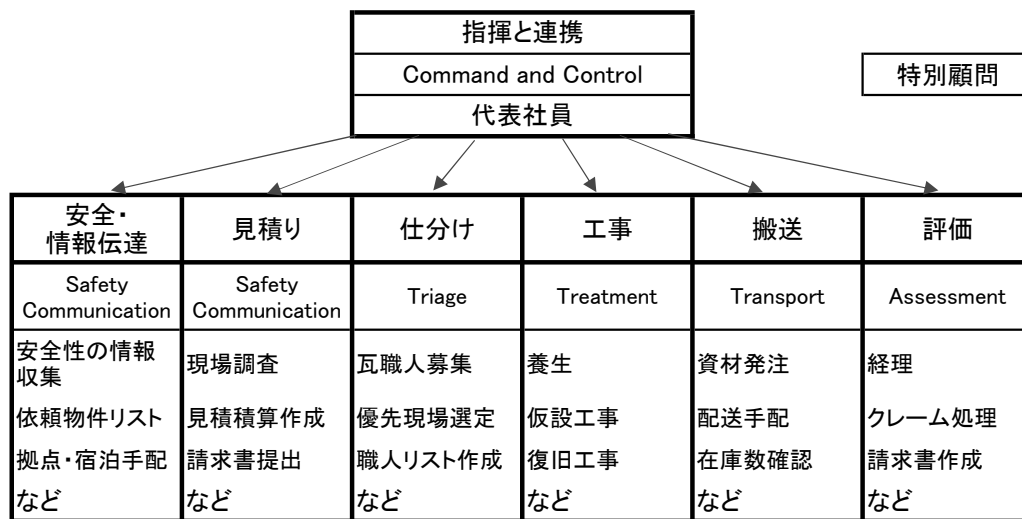 指揮と連携
Command and Control
代表社員
特別顧問
安全・
情報伝達
見積り
仕分け
工事
搬送
評価
Safety
Communication
Safety
Communication
Triage
Treatment
Transport
Assessment
安全性の情報
収集
依頼物件リスト
拠点・宿泊手配
など
現場調査
見積積算作成
請求書提出
など
瓦職人募集
優先現場選定
職人リスト作成
など
養生
仮設工事
復旧工事
など
資材発注
配送手配
在庫数確認
など
経理
クレーム処理
請求書作成
など